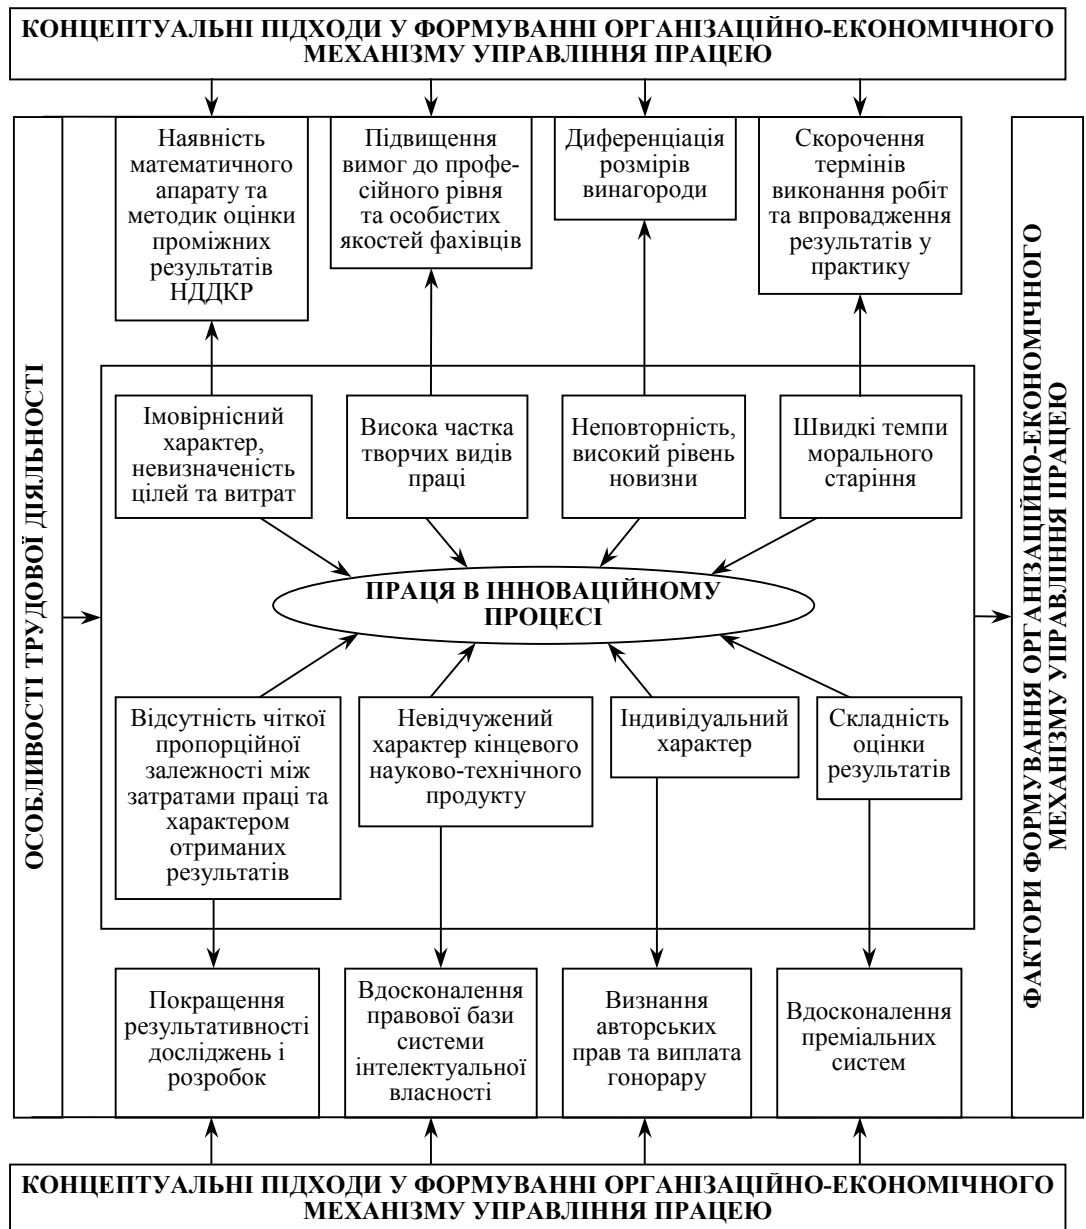 КОНЦЕПТУАЛЬНІ ПІДХОДИ У ФОРМУВАННІ ОРГАНІЗАЦІЙНО-ЕКОНОМІЧНОГО
МЕХАНІЗМУ УПРАВЛІННЯ ПРАЦЕЮ
ОСОБЛИВОСТІ ТРУДОВОЇ ДІЯЛЬНОСТІ
Наявність
математичного
апарату та
методик оцінки
проміжних
результатів
НДДКР
Підвищення
вимог до профе-
сійного рівня
та особистих
якостей фахівців
Диференціація
розмірів
винагороди
Скорочення
термінів
виконання робіт
та впровадження
результатів у
практику
Імовірнісний
характер,
невизначеність
цілей та витрат
Висока частка
творчих видів
праці
Неповторність,
високий рівень
новизни
Швидкі темпи
морального
старіння
ПРАЦЯ В ІННОВАЦІЙНОМУ
ПРОЦЕСІ
Відсутність чіткої
пропорційної
залежності між
затратами праці та
характером
отриманих
результатів
Невідчужений
характер кінцевого
науково-технічного
продукту
Індивідуальний
характер
Складність
оцінки
результатів
Покращення
результативності
досліджень і
розробок
Вдосконалення
правової бази
системи
інтелектуальної
власності
Визнання
авторських
прав та виплата
гонорару
Вдосконалення
преміальних
систем
ФАКТОРИ ФОРМУВАННЯ ОРГАНІЗАЦІЙНО-ЕКОНОМІЧНОГО
МЕХАНІЗМУ УПРАВЛІННЯ ПРАЦЕЮ
КОНЦЕПТУАЛЬНІ ПІДХОДИ У ФОРМУВАННІ ОРГАНІЗАЦІЙНО-ЕКОНОМІЧНОГО
МЕХАНІЗМУ УПРАВЛІННЯ ПРАЦЕЮ